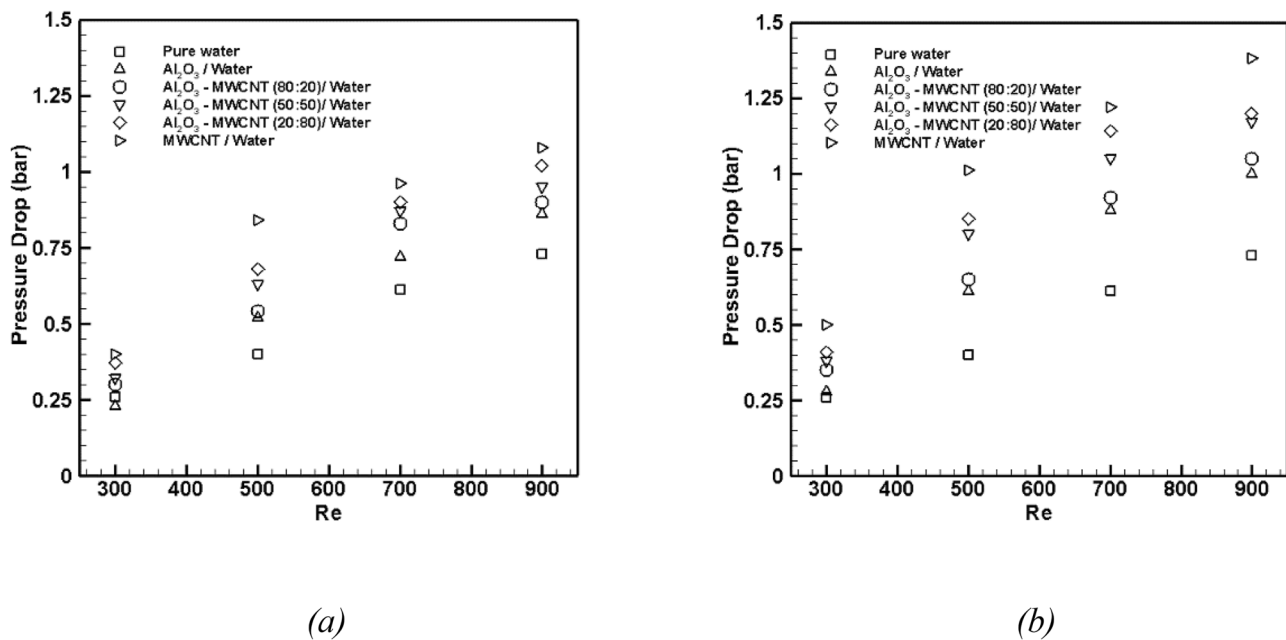 1.5
Pure water
Al₂O₃ / Water
Al₂O₃ - MWCNT (80:20)/ Water
Al₂O₃ - MWCNT (50:50)/ Water
Al₂O₃ - MWCNT (20:80)/ Water
MWCNT / Water
1.25
1
0.75
0.5
0.25
0
Pressure Drop (bar)
300 400 500 600 700 800 900
Re
(a)
1.5
Pure water
Al₂O₃ / Water
Al₂O₃ - MWCNT (80:20)/ Water
Al₂O₃ - MWCNT (50:50)/ Water
Al₂O₃ - MWCNT (20:80)/ Water
MWCNT / Water
1.25
1
0.75
0.5
0.25
0
Pressure Drop (bar)
300 400 500 600 700 800 900
Re
(b)